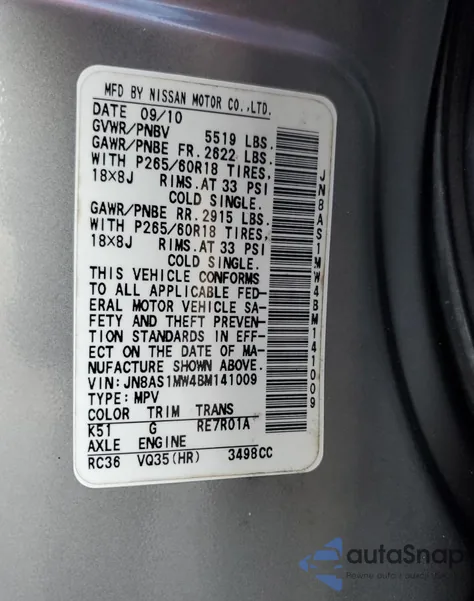 MFD BY NISSAN MOTOR CO.,LTD.
DATE 09/10
GVWR/PNBV 5519 LBS.
GAWR/PNBE FR. 2622 LBS.
WITH P265/60R18 TIRES,
18X8J RIMS.AT 33 PSI
COLD SINGLE.
GAWR/PNBE RR. 2915 LBS.
WITH P265/60R18 TIRES,
18X8J RIMS.AT 33 PSI
COLD SINGLE.
THIS VEHICLE CONFORMS
TO ALL APPLICABLE FED-
ERAL MOTOR VEHICLE SA-
FETY AND THEFT PREVEN-
TION STANDARDS IN EFF-
ECT ON THE DATE OF MA-
NUFACTURE SHOWN ABOVE.
VIN: JN8AS1MW4BM141009
TYPE: MPV
COLOR TRIM TRANS
K51 G RE7R01A
AXLE ENGINE
RC36 VQ35(HR) 3498CC
JN8AS1MW4BM141009
autaSnap
Pewne auta z